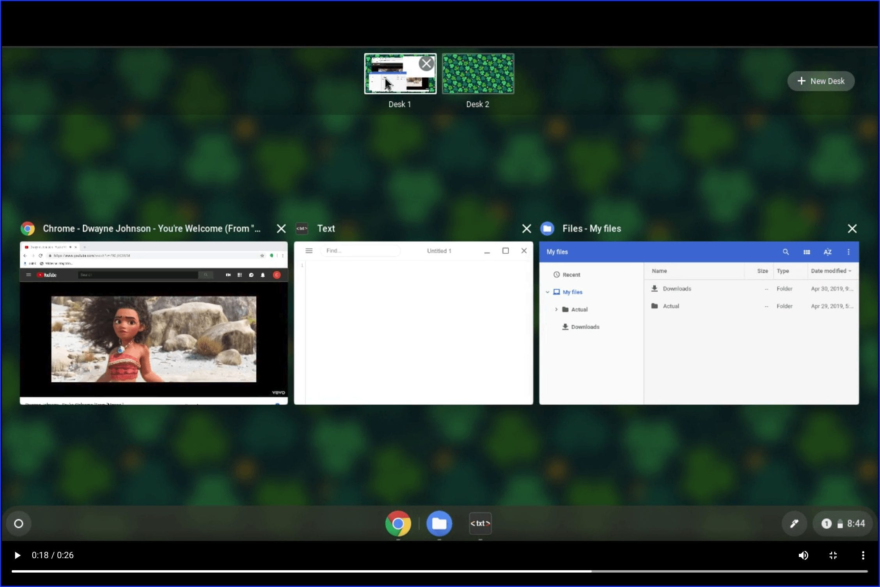 Desk 1
Desk 2
+ New Desk
Chrome - Dwayne Johnson - You're Welcome (From "...
Text
Files - My files
YouTube
vevo
Find...
Untitled 1
My files
Recent
My files
Actual
Downloads
Name
Size
Type
Date modified
Downloads
--
Folder
Apr 30, 2019, 9:...
Actual
--
Folder
Apr 29, 2019, 5:...
<txt>
1
8:44
0:18 / 0:26